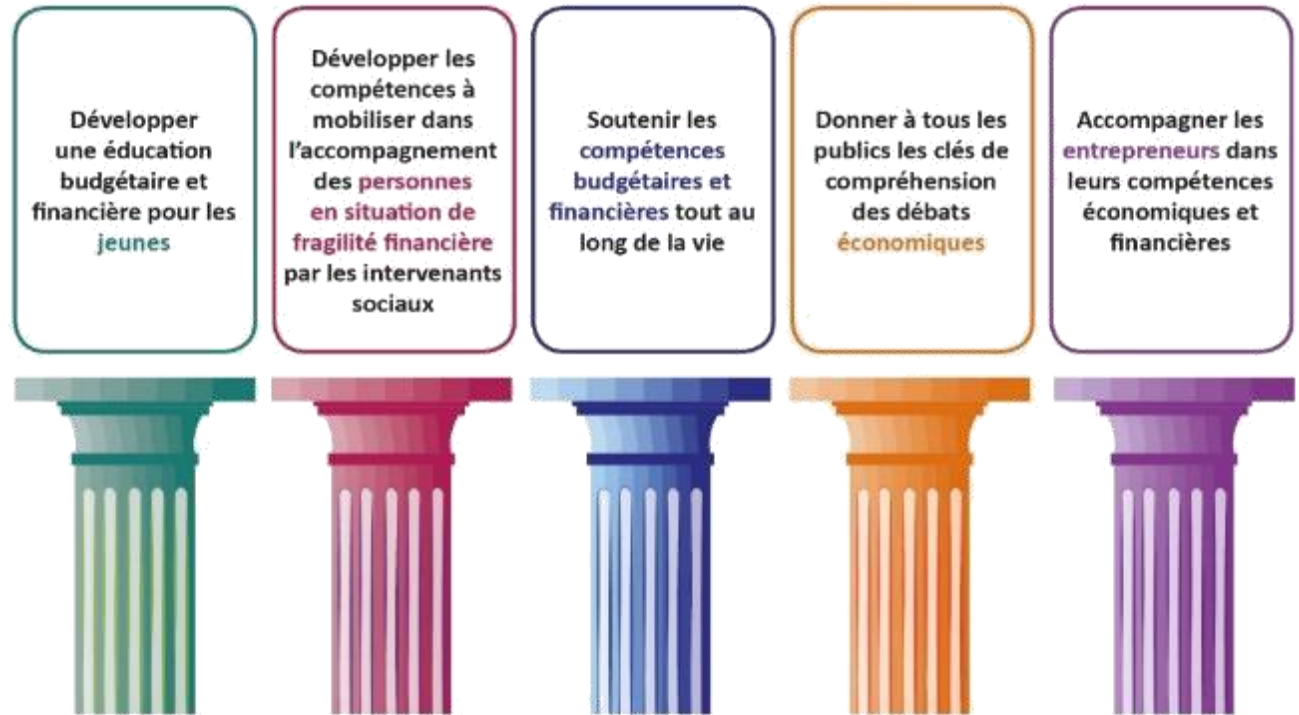 Développer
une éducation
budgétaire et
financière pour les
jeunes
Développer les
compétences à
mobiliser dans
l'accompagnement
des personnes
en situation de
fragilité financière
par les intervenants
sociaux
Soutenir les
compétences
budgétaires et
financières tout au
long de la vie
Donner à tous les
publics les clés de
compréhension
des débats
économiques
Accompagner les
entrepreneurs dans
leurs compétences
économiques et
financières